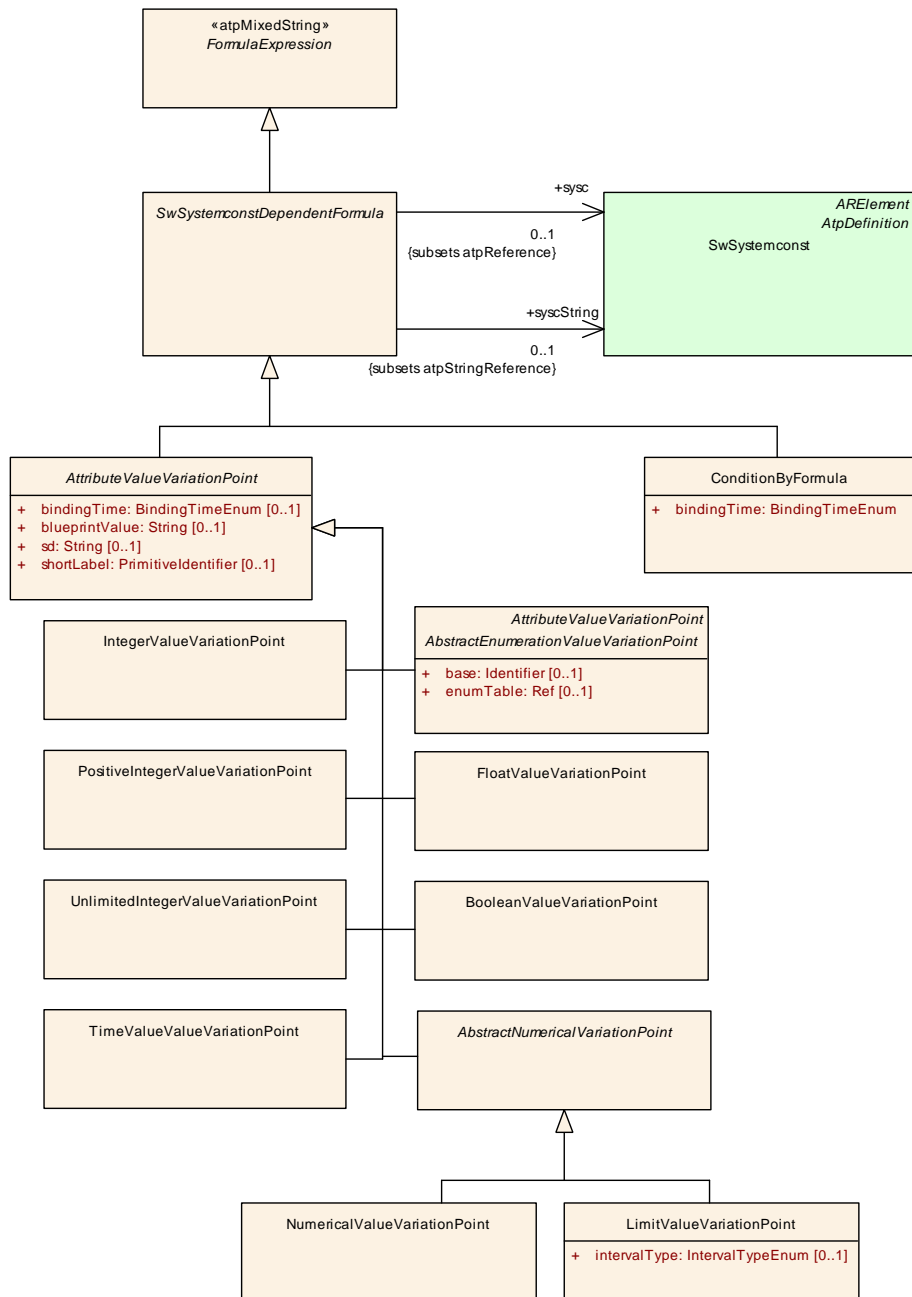 «atpMixedString»
FormulaExpression
SwSystemconstDependentFormula
+sysc
0..1
{subsets atpReference}
ARElement
AtpDefinition
SwSystemconst
+syscString
0..1
{subsets atpStringReference}
AttributeValueVariationPoint
+ bindingTime: BindingTimeEnum [0..1]
+ blueprintValue: String [0..1]
+ sd: String [0..1]
+ shortLabel: PrimitiveIdentifier [0..1]
ConditionByFormula
+ bindingTime: BindingTimeEnum
IntegerValueVariationPoint
AttributeValueVariationPoint
AbstractEnumerationValueVariationPoint
+ base: Identifier [0..1]
+ enumTable: Ref [0..1]
PositiveIntegerValueVariationPoint
FloatValueVariationPoint
UnlimitedIntegerValueVariationPoint
BooleanValueVariationPoint
TimeValueValueVariationPoint
AbstractNumericalVariationPoint
NumericalValueVariationPoint
LimitValueVariationPoint
+ intervalType: IntervalTypeEnum [0..1]